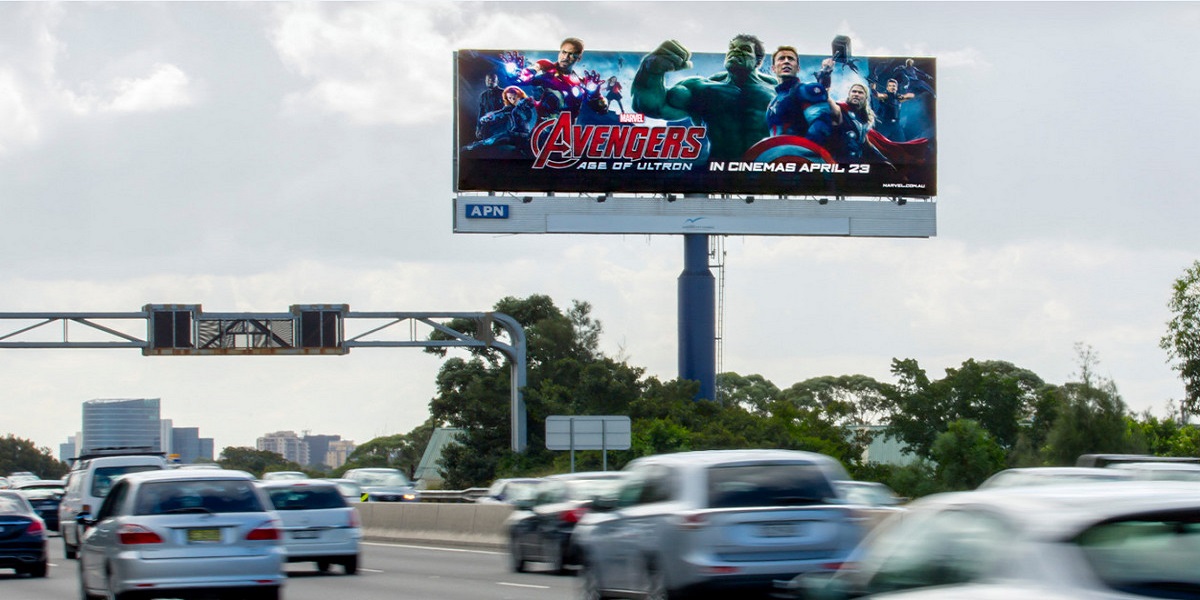 MARVEL
AVENGERS
AGE OF ULTRON
IN CINEMAS APRIL 23
MARVEL.COM.AU
APN